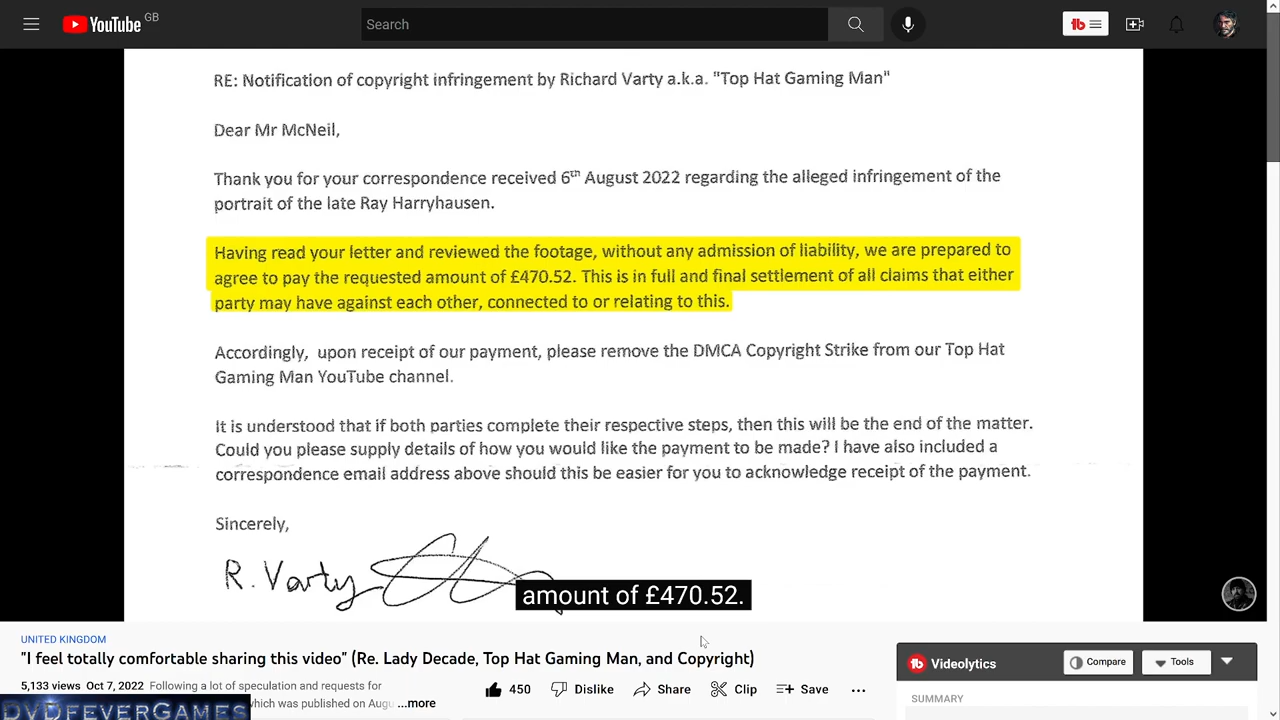 YouTube GB
Search
RE: Notification of copyright infringement by Richard Varty a.k.a. "Top Hat Gaming Man"
Dear Mr McNeil,
Thank you for your correspondence received 6th August 2022 regarding the alleged infringement of the
portrait of the late Ray Harryhausen.
Having read your letter and reviewed the footage, without any admission of liability, we are prepared to
agree to pay the requested amount of £470.52. This is in full and final settlement of all claims that either
party may have against each other, connected to or relating to this.
Accordingly, upon receipt of our payment, please remove the DMCA Copyright Strike from our Top Hat
Gaming Man YouTube channel.
It is understood that if both parties complete their respective steps, then this will be the end of the matter.
Could you please supply details of how you would like the payment to be made? I have also included a
correspondence email address above should this be easier for you to acknowledge receipt of the payment.
Sincerely,
R. Varty
amount of £470.52.
UNITED KINGDOM
"I feel totally comfortable sharing this video" (Re. Lady Decade, Top Hat Gaming Man, and Copyright)
5,133 views Oct 7, 2022 Following a lot of speculation and requests for
which was published on Augu ...more
450 Dislike Share Clip Save
DVDFEVERGAMES
Videolytics Compare Tools
SUMMARY